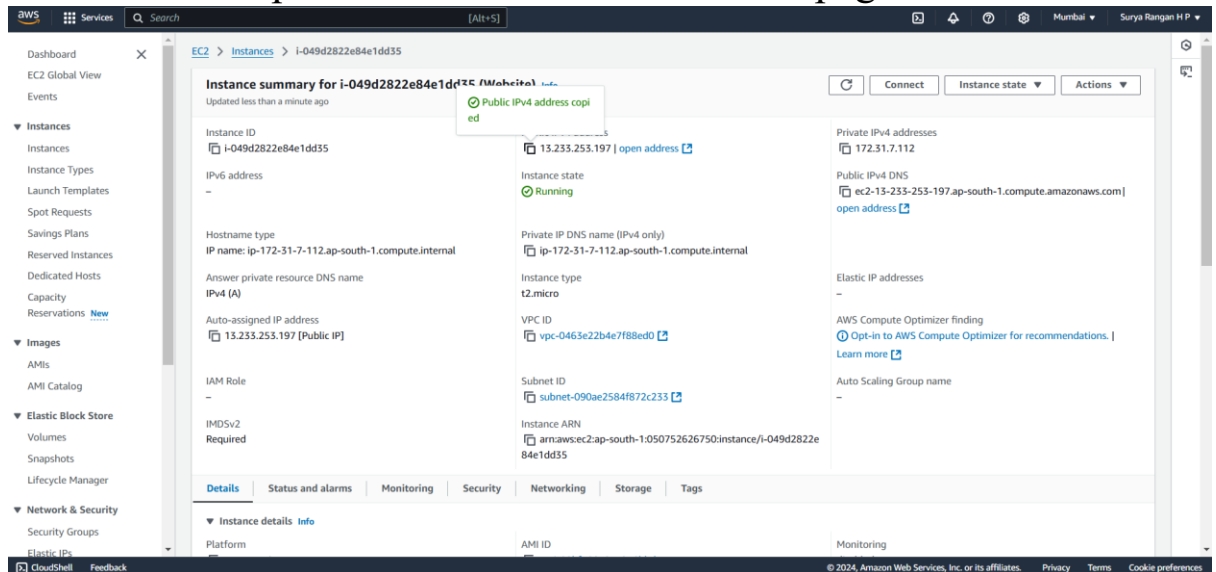 aws Services Search [Alt+S] Mumbai ▼ Surya Rangan H P ▼
Dashboard
EC2 Global View
Events
▼ Instances
Instances
Instance Types
Launch Templates
Spot Requests
Savings Plans
Reserved Instances
Dedicated Hosts
Capacity
Reservations New
▼ Images
AMIs
AMI Catalog
▼ Elastic Block Store
Volumes
Snapshots
Lifecycle Manager
▼ Network & Security
Security Groups
Elastic IPs
EC2 > Instances > i-049d2822e84e1dd35
Instance summary for i-049d2822e84e1dd35 (Website) Info
Updated less than a minute ago
Connect Instance state ▼ Actions ▼
Public IPv4 address copi
ed
Instance ID
i-049d2822e84e1dd35
13.233.253.197 | open address
Private IPv4 addresses
172.31.7.112
IPv6 address
–
Instance state
Running
Public IPv4 DNS
ec2-13-233-253-197.ap-south-1.compute.amazonaws.com |
open address
Hostname type
IP name: ip-172-31-7-112.ap-south-1.compute.internal
Private IP DNS name (IPv4 only)
ip-172-31-7-112.ap-south-1.compute.internal
Answer private resource DNS name
IPv4 (A)
Instance type
t2.micro
Elastic IP addresses
–
Auto-assigned IP address
13.233.253.197 [Public IP]
VPC ID
vpc-0463e22b4e7f88ed0
AWS Compute Optimizer finding
Opt-in to AWS Compute Optimizer for recommendations. |
Learn more
IAM Role
–
Subnet ID
subnet-090ae2584f872c233
Auto Scaling Group name
–
IMDSv2
Required
Instance ARN
arn:aws:ec2:ap-south-1:050752626750:instance/i-049d2822e
84e1dd35
Details Status and alarms Monitoring Security Networking Storage Tags
▼ Instance details Info
Platform
AMI ID
Monitoring
CloudShell Feedback © 2024, Amazon Web Services, Inc. or its affiliates. Privacy Terms Cookie preferences